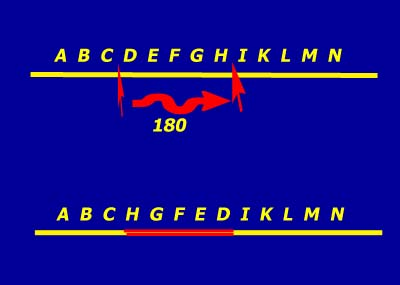 A B C D E F G H I K L M N
180
A B C H G F E D I K L M N